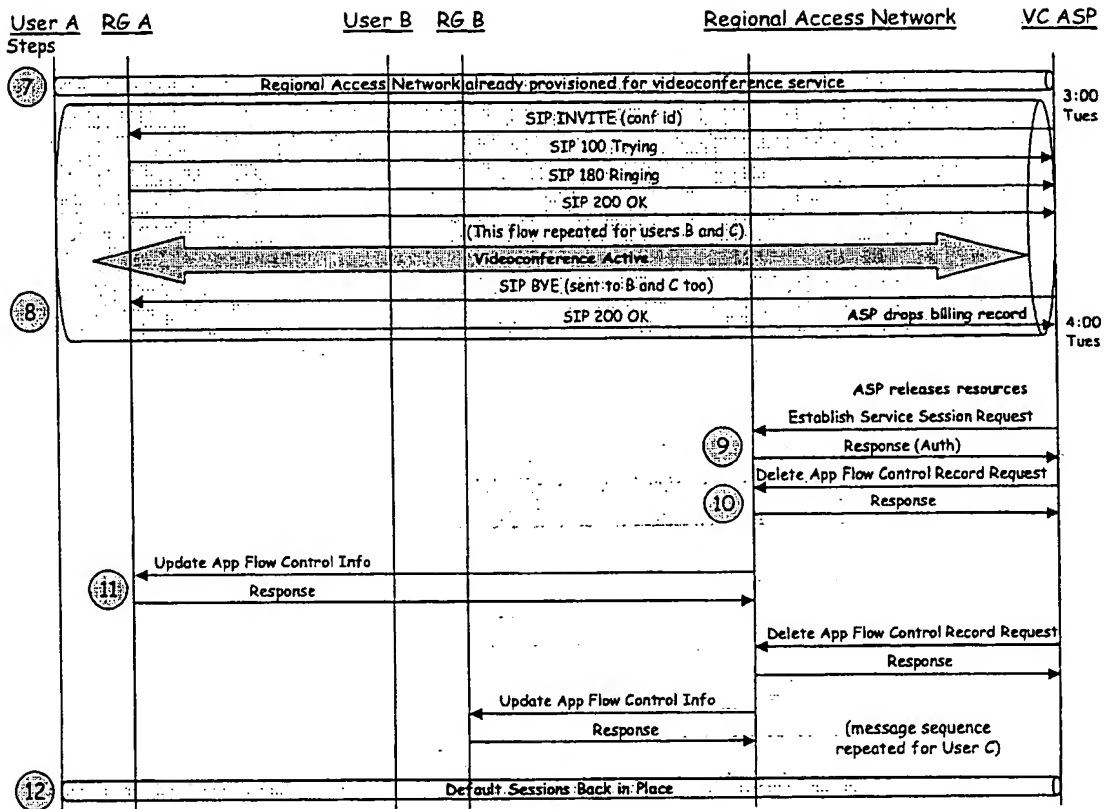 User A RG A User B RG B Regional Access Network VC ASP
Steps
7 Regional Access Network already provisioned for videoconference service
3:00
Tues
SIP INVITE (conf id)
SIP 100 Trying
SIP 180 Ringing
SIP 200 OK
(This flow repeated for users B and C)
Videoconference Active
SIP BYE (sent to B and C too)
8 SIP 200 OK ASP drops billing record
4:00
Tues
ASP releases resources
Establish Service Session Request
9 Response (Auth)
Delete App Flow Control Record Request
10 Response
Update App Flow Control Info
11 Response
Delete App Flow Control Record Request
Response
Update App Flow Control Info
Response (message sequence
repeated for User C)
12 Default Sessions Back in Place